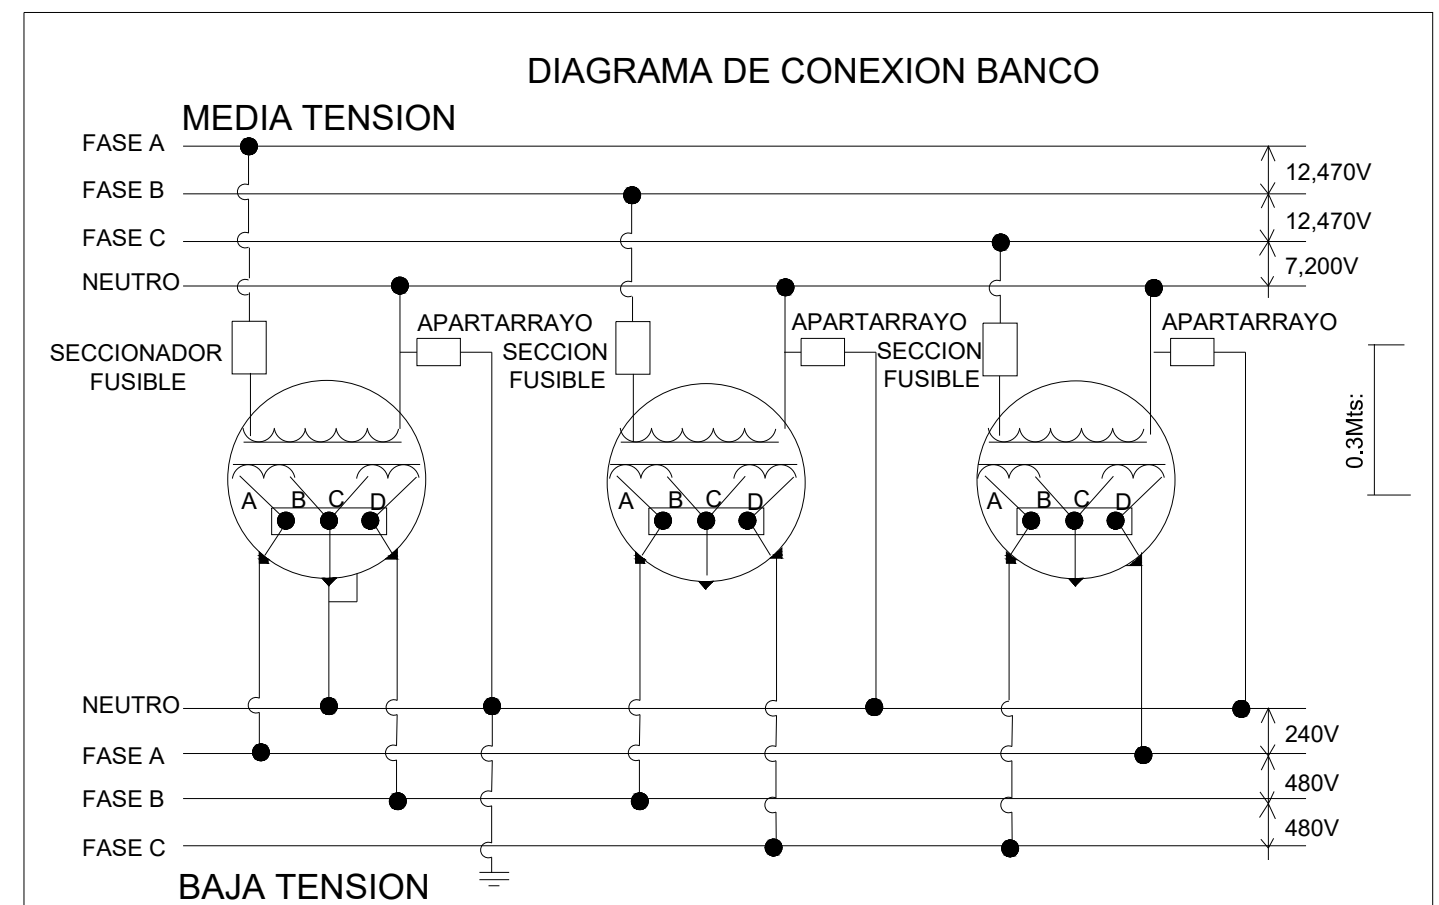 DIAGRAMA DE CONEXION BANCO
MEDIA TENSION
FASE A
12,470V
FASE B
12,470V
FASE C
7,200V
NEUTRO
APARTARRAYO
APARTARRAYO
APARTARRAYO
SECCIONADOR
FUSIBLE
SECCION
FUSIBLE
SECCION
FUSIBLE
0.3Mts:
A B C D
A B C D
A B C D
NEUTRO
240V
FASE A
480V
FASE B
480V
FASE C
BAJA TENSION